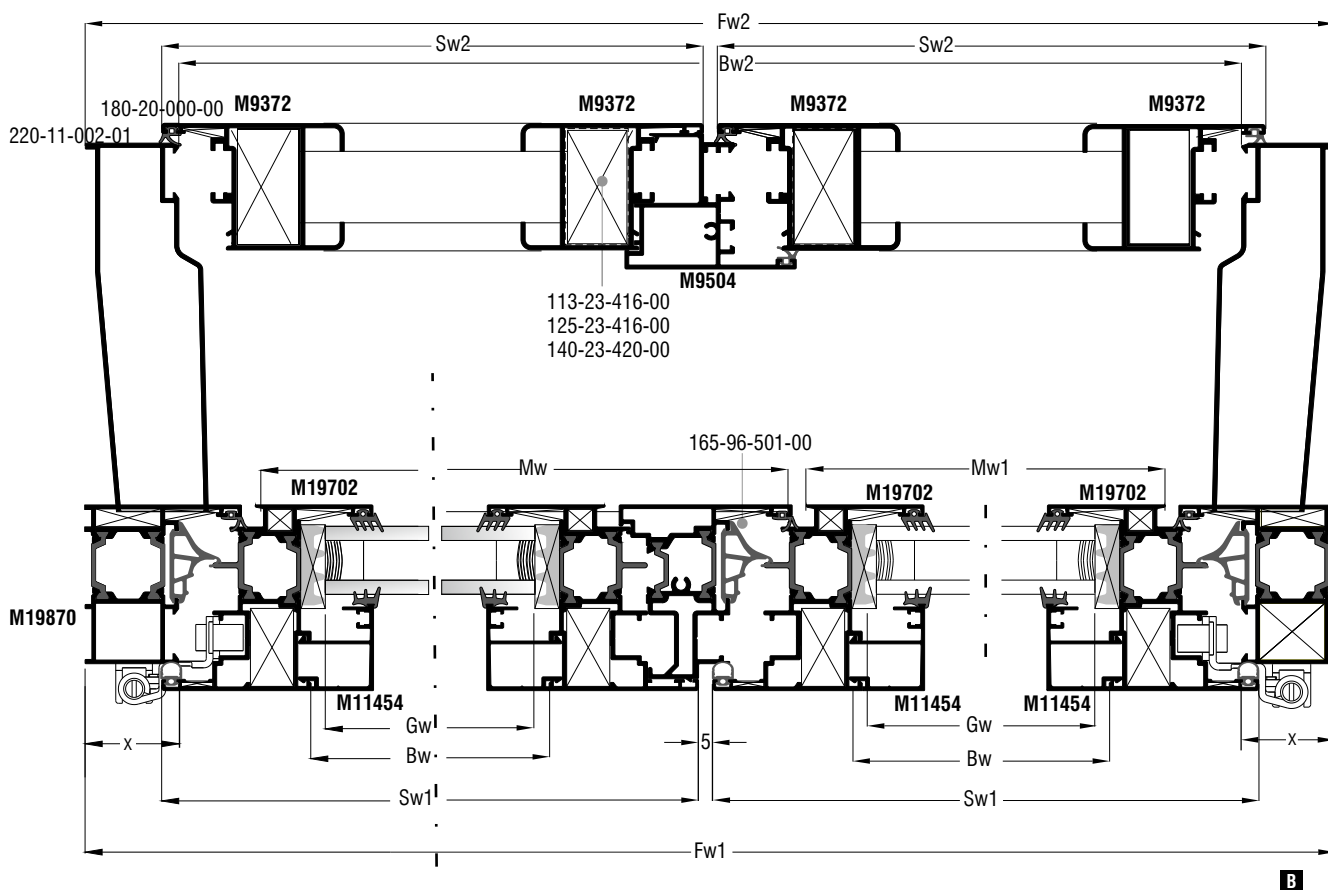 Fw2
Sw2
Sw2
Bw2
180-20-000-00
M9372
M9372
M9372
M9372
220-11-002-01
M9504
113-23-416-00
125-23-416-00
140-23-420-00
165-96-501-00
Mw
Mw1
M19702
M19702
M19702
M19870
M11454
M11454
M11454
Gw
Gw
x
5
x
Bw
Bw
Sw1
Sw1
Fw1
B